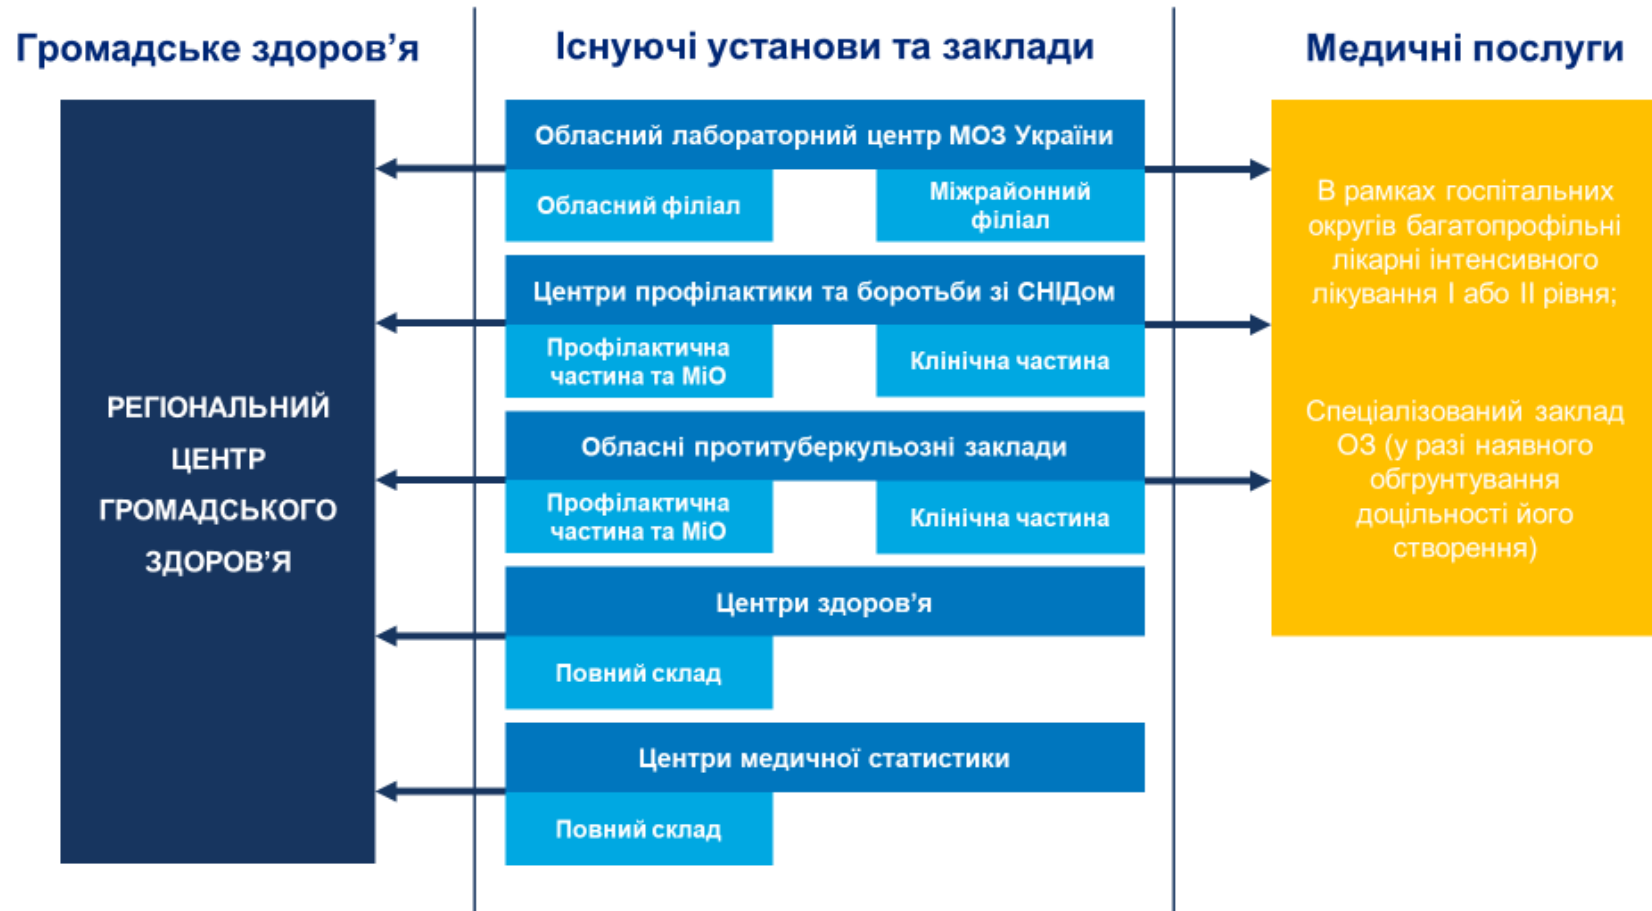 Громадське здоров’я
Існуючі установи та заклади
Медичні послуги
РЕГІОНАЛЬНИЙ
ЦЕНТР
ГРОМАДСЬКОГО
ЗДОРОВ’Я
Обласний лабораторний центр МОЗ України
Обласний філіал
Міжрайонний
філіал
Центри профілактики та боротьби зі СНІДом
Профілактична
частина та МіО
Клінічна частина
Обласні протитуберкульозні заклади
Профілактична
частина та МіО
Клінічна частина
Центри здоров’я
Повний склад
Центри медичної статистики
Повний склад
В рамках госпітальних
округів багатопрофільні
лікарні інтенсивного
лікування І або ІІ рівня;
Спеціалізований заклад
ОЗ (у разі наявного
обгрунтування
доцільності його
створення)